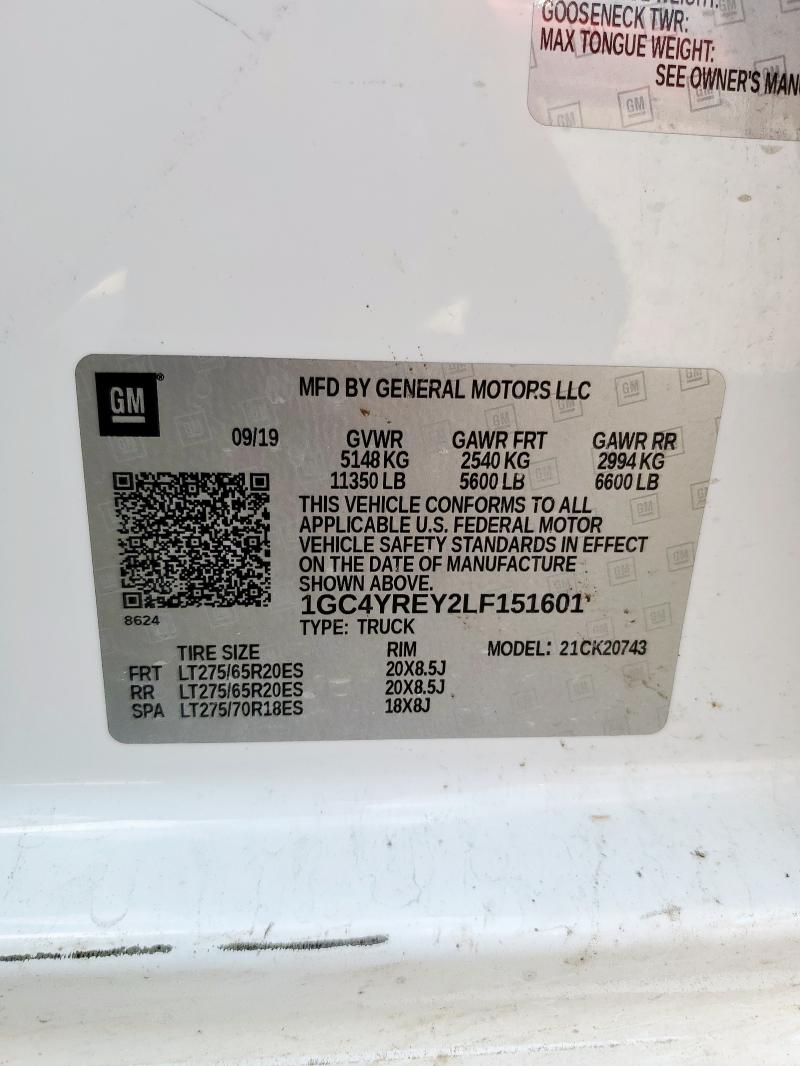 GOOSENECK TWR:
MAX TONGUE WEIGHT:
SEE OWNER'S
GM®
MFD BY GENERAL MOTORS LLC
09/19 GVWR GAWR FRT GAWR RR
5148 KG 2540 KG 2994 KG
11350 LB 5600 LB 6600 LB
THIS VEHICLE CONFORMS TO ALL
APPLICABLE U.S. FEDERAL MOTOR
VEHICLE SAFETY STANDARDS IN EFFECT
ON THE DATE OF MANUFACTURE
SHOWN ABOVE.
1GC4YREY2LF151601
8624
TYPE: TRUCK
TIRE SIZE RIM MODEL: 21CK20743
FRT LT275/65R20ES 20X8.5J
RR LT275/65R20ES 20X8.5J
SPA LT275/70R18ES 18X8J